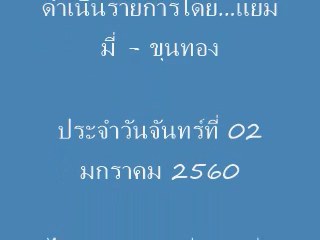 ดำเนินรายการโดย...แยม
มี่ - ขุนทอง
ประจำวันจันทร์ที่ 02
มกราคม 2560